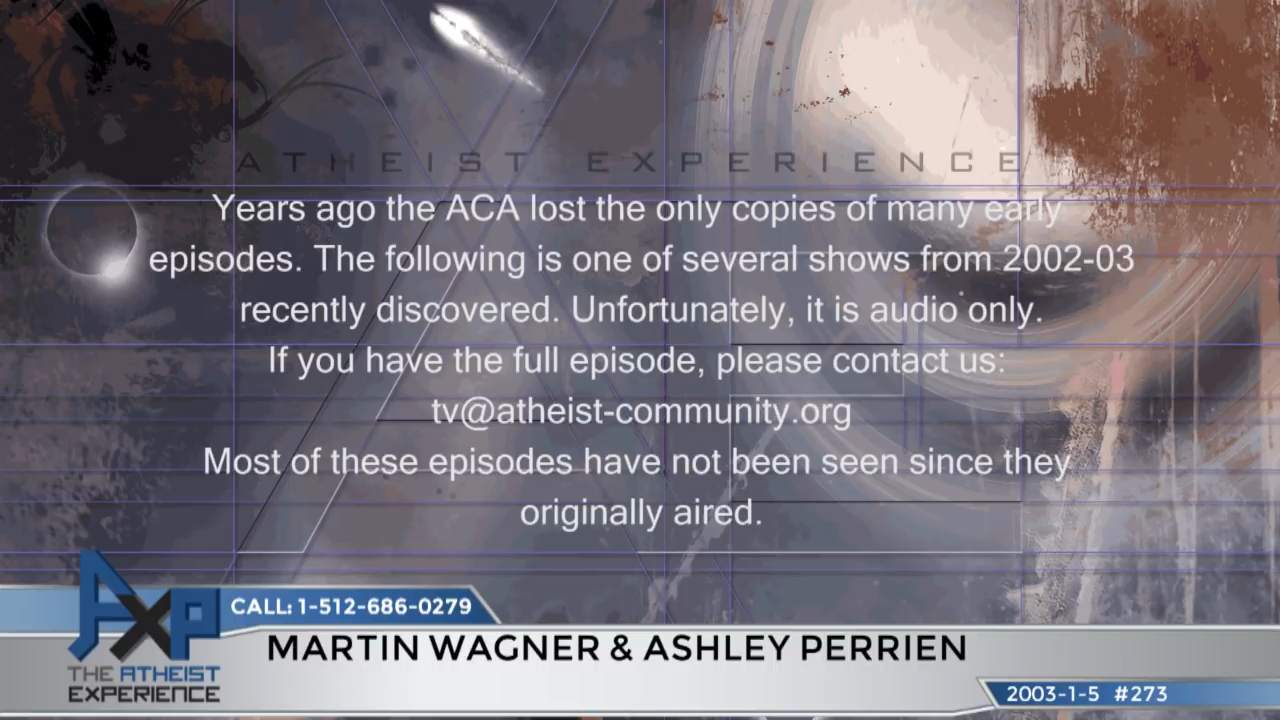 ATHEIST EXPERIENCE
Years ago the ACA lost the only copies of many early
episodes. The following is one of several shows from 2002-03
recently discovered. Unfortunately, it is audio only.
If you have the full episode, please contact us:
tv@atheist-community.org
Most of these episodes have not been seen since they
originally aired.
AXP
CALL: 1-512-686-0279
MARTIN WAGNER & ASHLEY PERRIEN
THE ATHEIST
EXPERIENCE
2003-1-5 #273